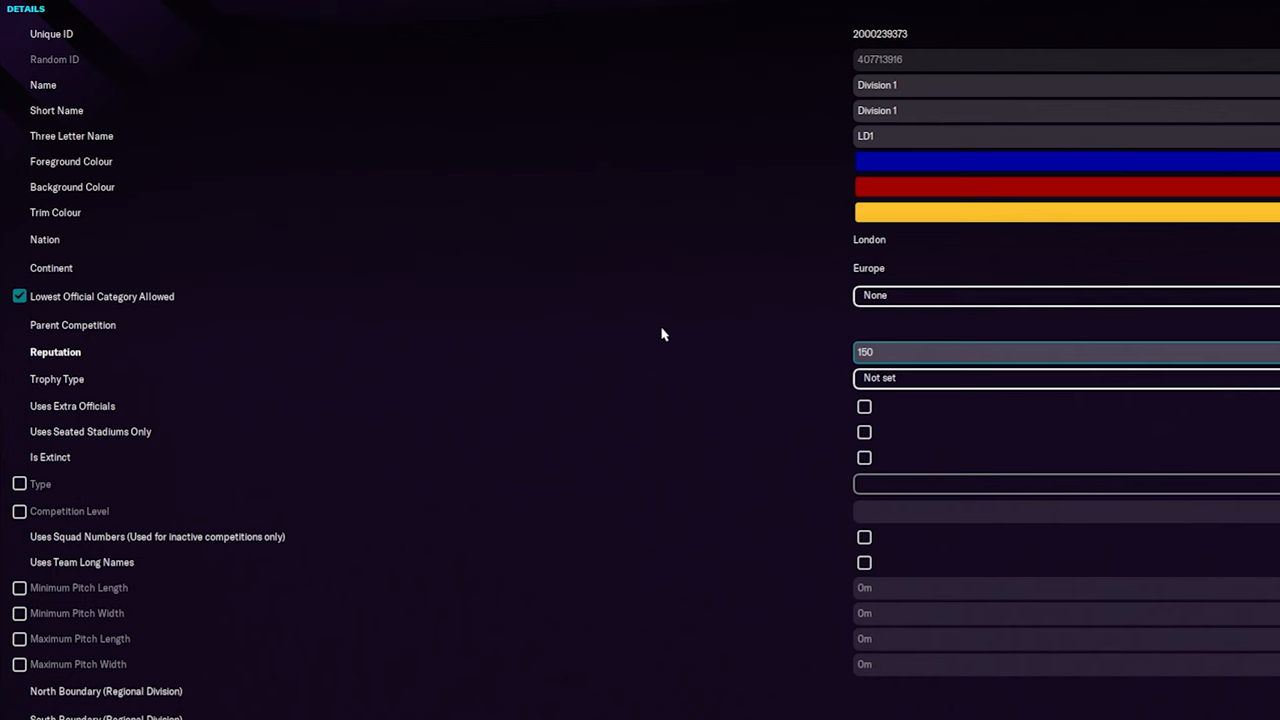 DETAILS
Unique ID 2000239373
Random ID 407713916
Name Division 1
Short Name Division 1
Three Letter Name LD1
Foreground Colour
Background Colour
Trim Colour
Nation London
Continent Europe
Lowest Official Category Allowed None
Parent Competition
Reputation 150
Trophy Type Not set
Uses Extra Officials
Uses Seated Stadiums Only
Is Extinct
Type
Competition Level
Uses Squad Numbers (Used for inactive competitions only)
Uses Team Long Names
Minimum Pitch Length 0m
Minimum Pitch Width 0m
Maximum Pitch Length 0m
Maximum Pitch Width 0m
North Boundary (Regional Division)
South Boundary (Regional Division)